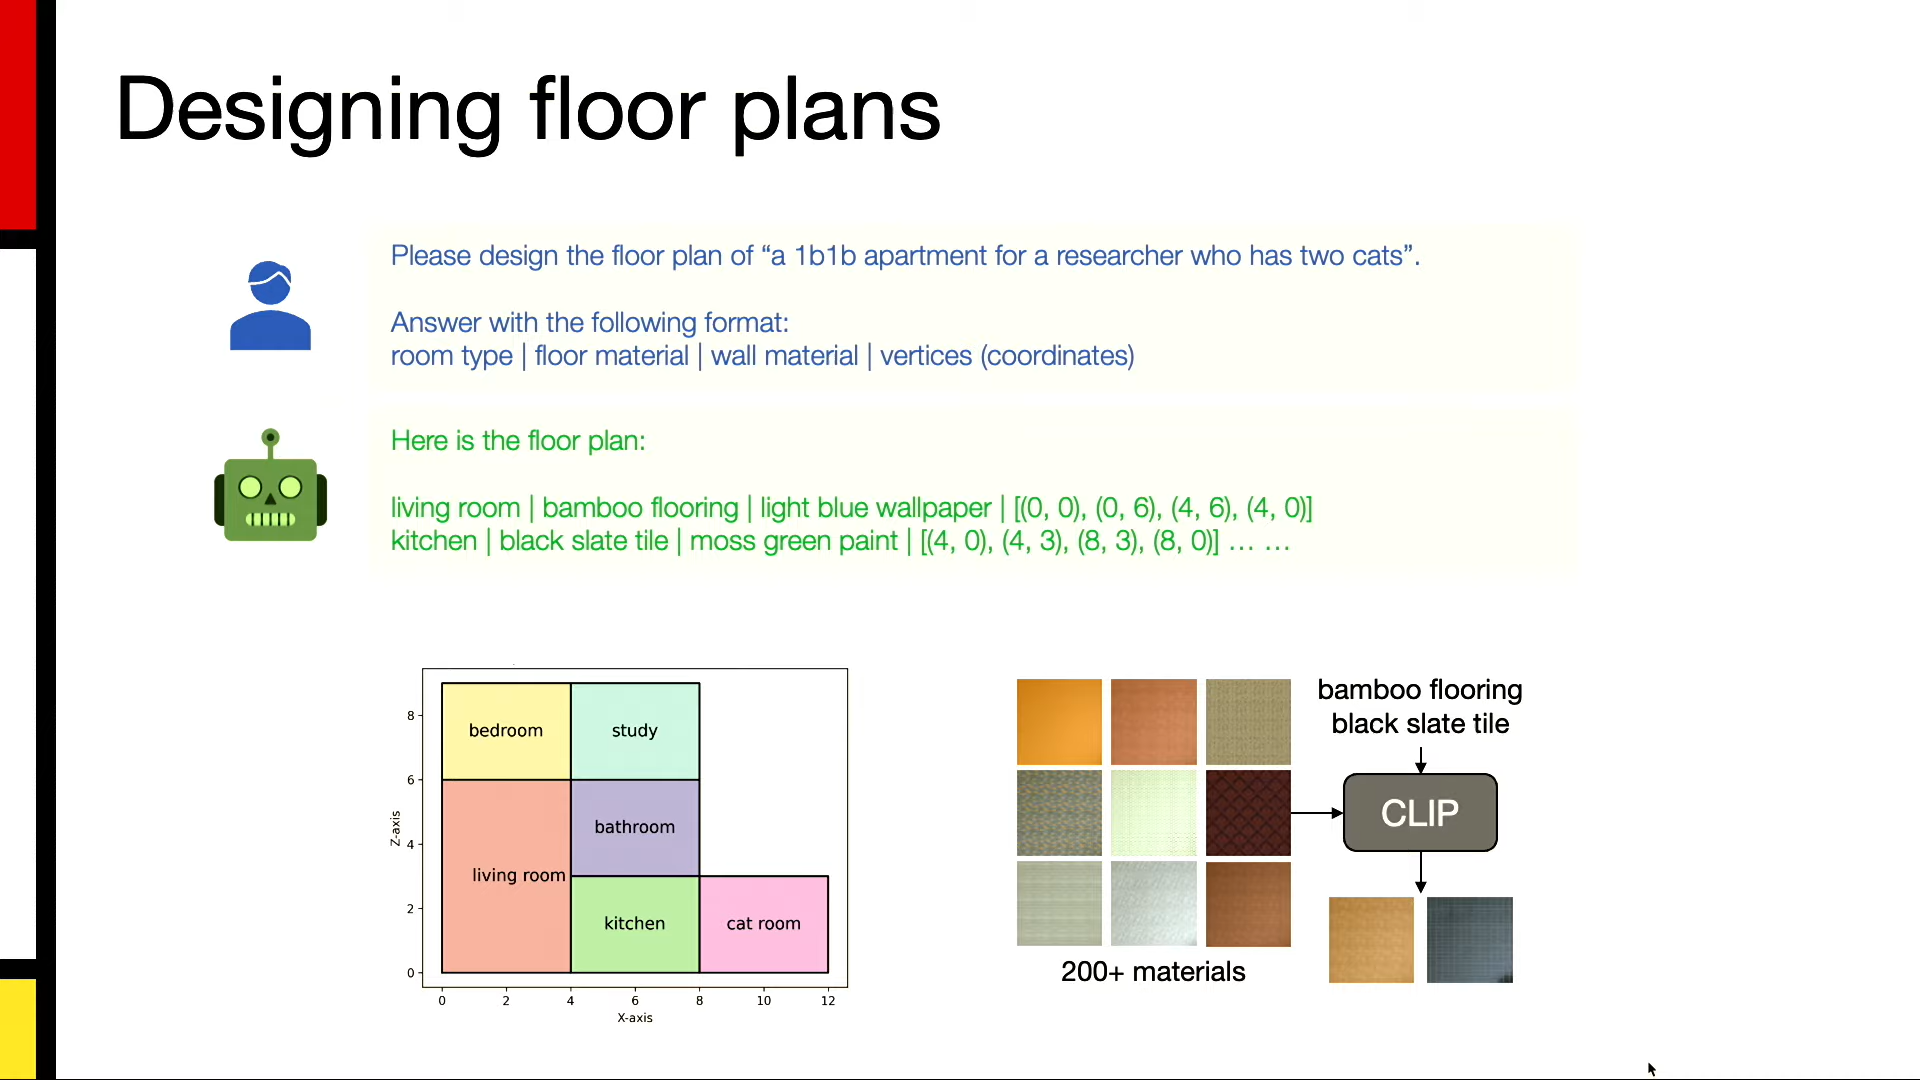 Designing floor plans
Please design the floor plan of “a 1b1b apartment for a researcher who has two cats”.
Answer with the following format:
room type | floor material | wall material | vertices (coordinates)
Here is the floor plan:
living room | bamboo flooring | light blue wallpaper | [(0, 0), (0, 6), (4, 6), (4, 0)]
kitchen | black slate tile | moss green paint | [(4, 0), (4, 3), (8, 3), (8, 0)] … …
8
6
4
2
0
Z-axis
bedroom
study
bathroom
living room
kitchen
cat room
0 2 4 6 8 10 12
X-axis
200+ materials
bamboo flooring
black slate tile
CLIP